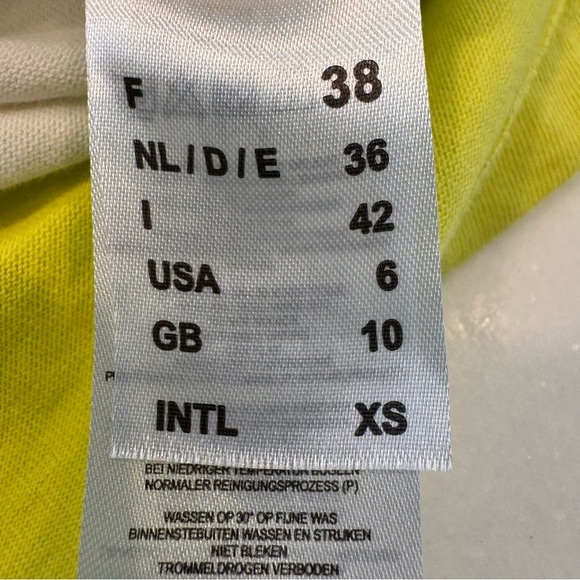 F 38
NL / D / E 36
I 42
USA 6
GB 10
INTL XS
BEI NIEDRIGER TEMPERATUR BÜGELN
NORMALER REINIGUNGSPROZESS (P)
WASSEN OP 30° OP FIJNE WAS
BINNENSTEBUITEN WASSEN EN STRIJKEN
NIET BLEKEN
TROMMELDROGEN VERBODEN